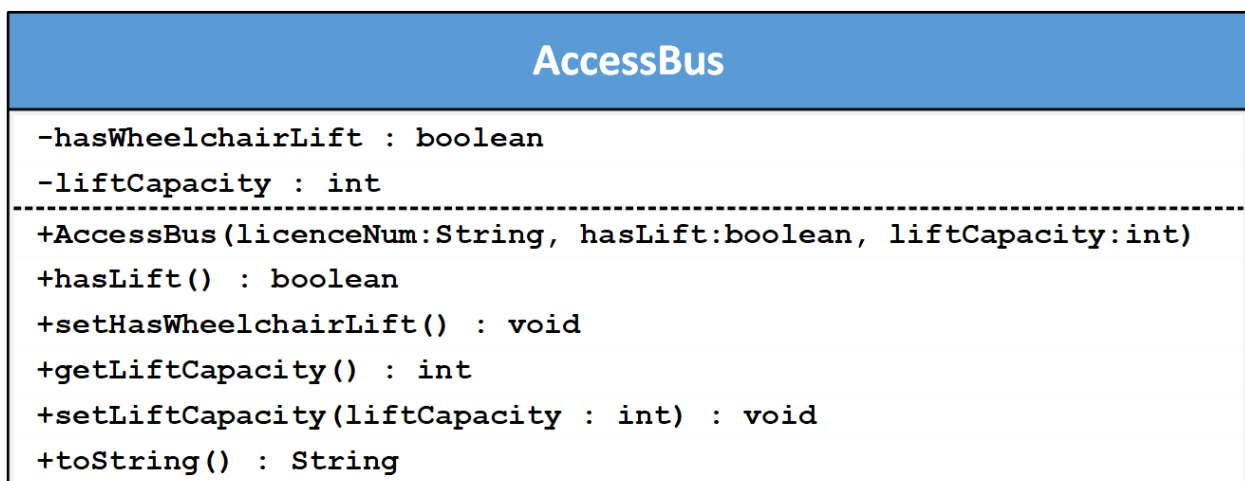 AccessBus
-hasWheelchairLift : boolean
-liftCapacity : int
+AccessBus(licenceNum:String, hasLift:boolean, liftCapacity:int)
+hasLift() : boolean
+setHasWheelchairLift() : void
+getLiftCapacity() : int
+setLiftCapacity(liftCapacity : int) : void
+toString() : String